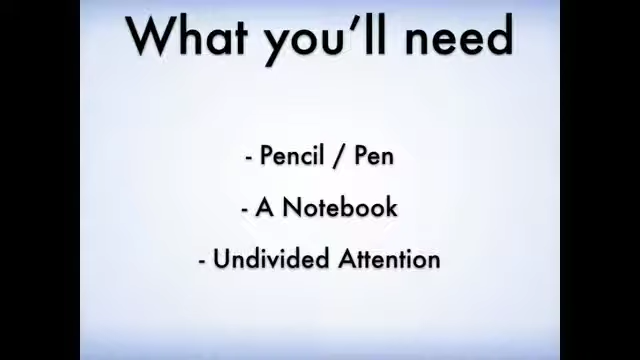 What you’ll need
- Pencil / Pen
- A Notebook
- Undivided Attention